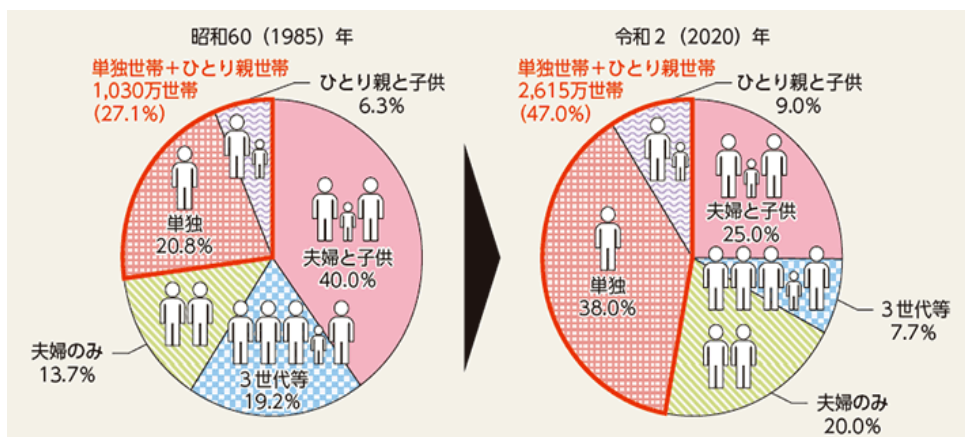 昭和60（1985）年
単独世帯＋ひとり親世帯
1,030万世帯
(27.1%)
ひとり親と子供
6.3%
単独
20.8%
夫婦と子供
40.0%
夫婦のみ
13.7%
３世代等
19.2%
令和２（2020）年
単独世帯＋ひとり親世帯
2,615万世帯
(47.0%)
ひとり親と子供
9.0%
夫婦と子供
25.0%
単独
38.0%
３世代等
7.7%
夫婦のみ
20.0%